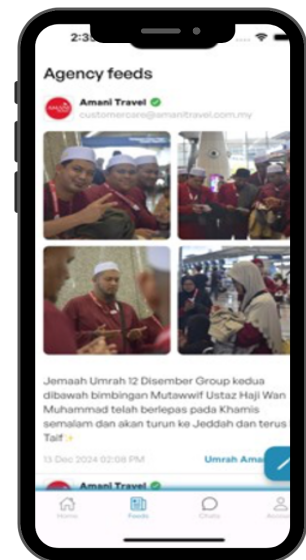 Agency feeds
Amani Travel
customercare@amanitravel.com.my
Jemaah Umrah 12 Disember Group kedua
dibawah bimbingan Mutawwif Ustaz Haji Wan
Muhammad telah berlepas pada Khamis
semalam dan akan turun ke Jeddah dan terus
Taif
13 Dec 2024 02:08 PM
Umrah
Amani Travel
Home
Feeds
Chats